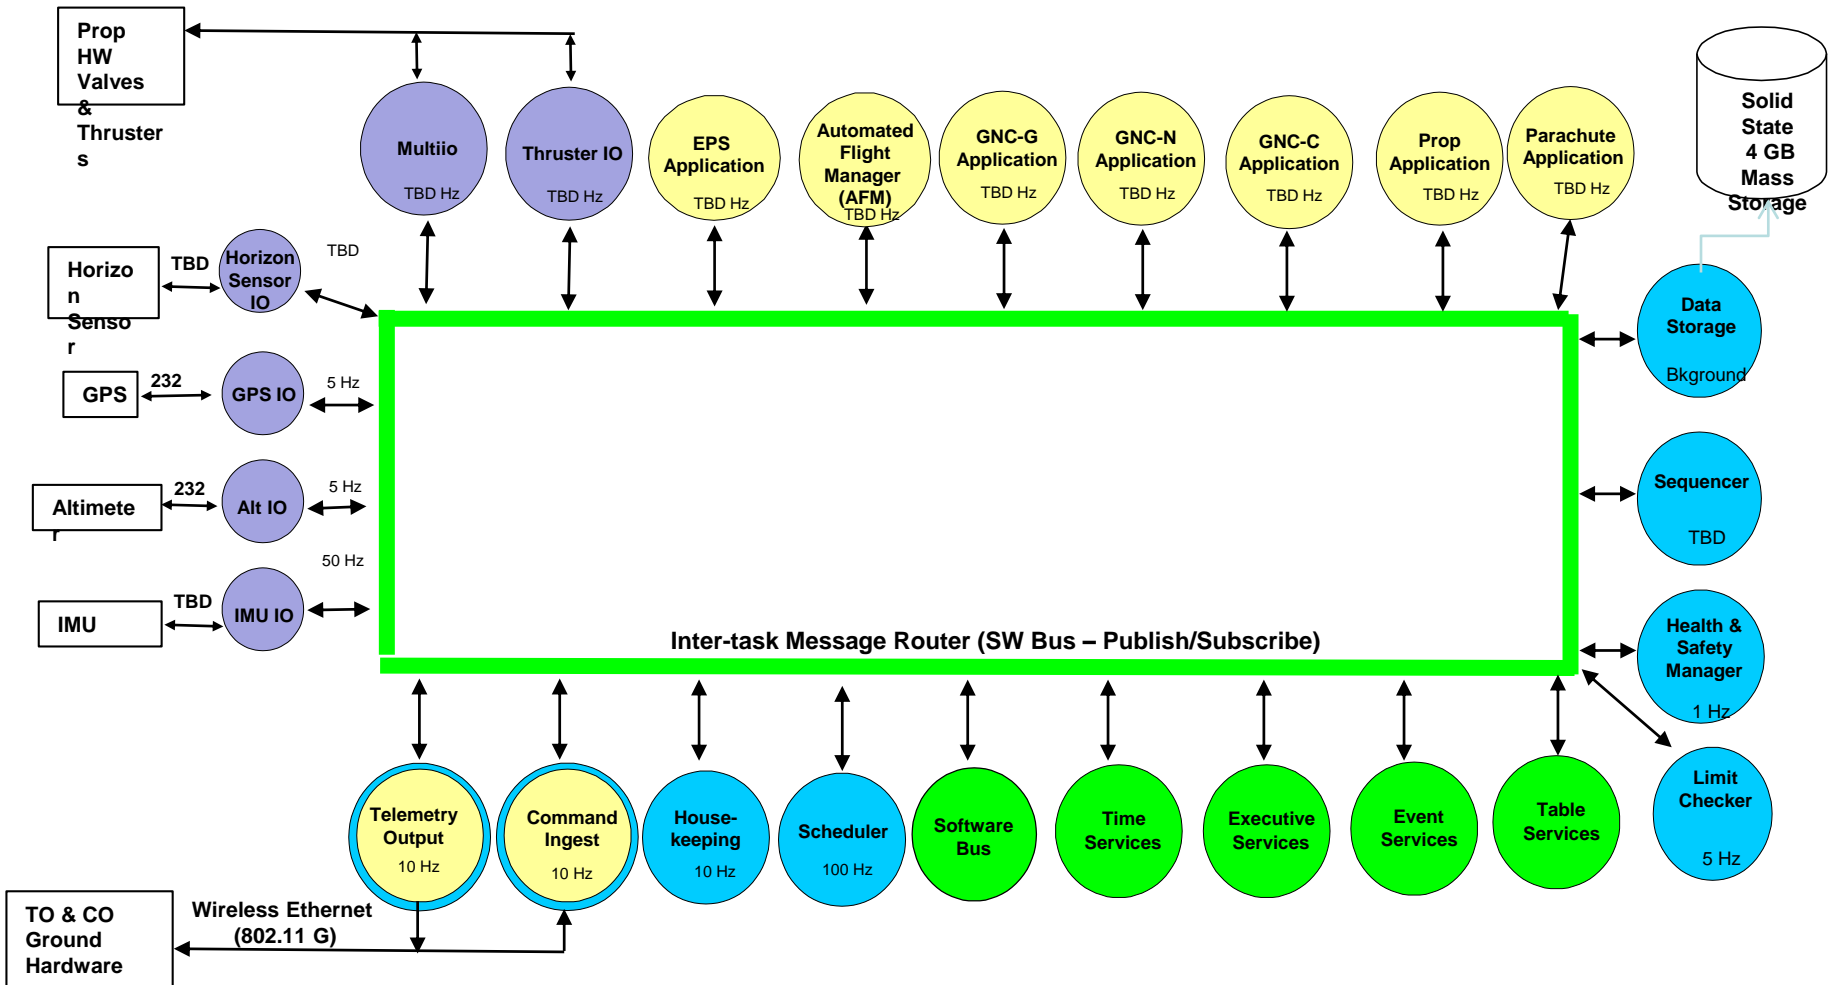 Prop
HW
Valves
&
Thruster
s
Multiio
TBD Hz
Thruster IO
TBD Hz
EPS
Application
TBD Hz
Automated
Flight
Manager
(AFM)
TBD Hz
GNC-G
Application
TBD Hz
GNC-N
Application
TBD Hz
GNC-C
Application
TBD Hz
Prop
Application
TBD Hz
Parachute
Application
TBD Hz
Solid
State
4 GB
Mass
Storage
Horizo
n
Senso
r
TBD
Horizon
Sensor
IO
TBD
GPS
232
GPS IO
5 Hz
Altimete
r
232
Alt IO
5 Hz
IMU
TBD
IMU IO
50 Hz
Inter-task Message Router (SW Bus – Publish/Subscribe)
Data
Storage
Bkground
Sequencer
TBD
Health &
Safety
Manager
1 Hz
Limit
Checker
5 Hz
Telemetry
Output
10 Hz
Command
Ingest
10 Hz
House-
keeping
10 Hz
Scheduler
100 Hz
Software
Bus
Time
Services
Executive
Services
Event
Services
Table
Services
TO & CO
Ground
Hardware
Wireless Ethernet
(802.11 G)